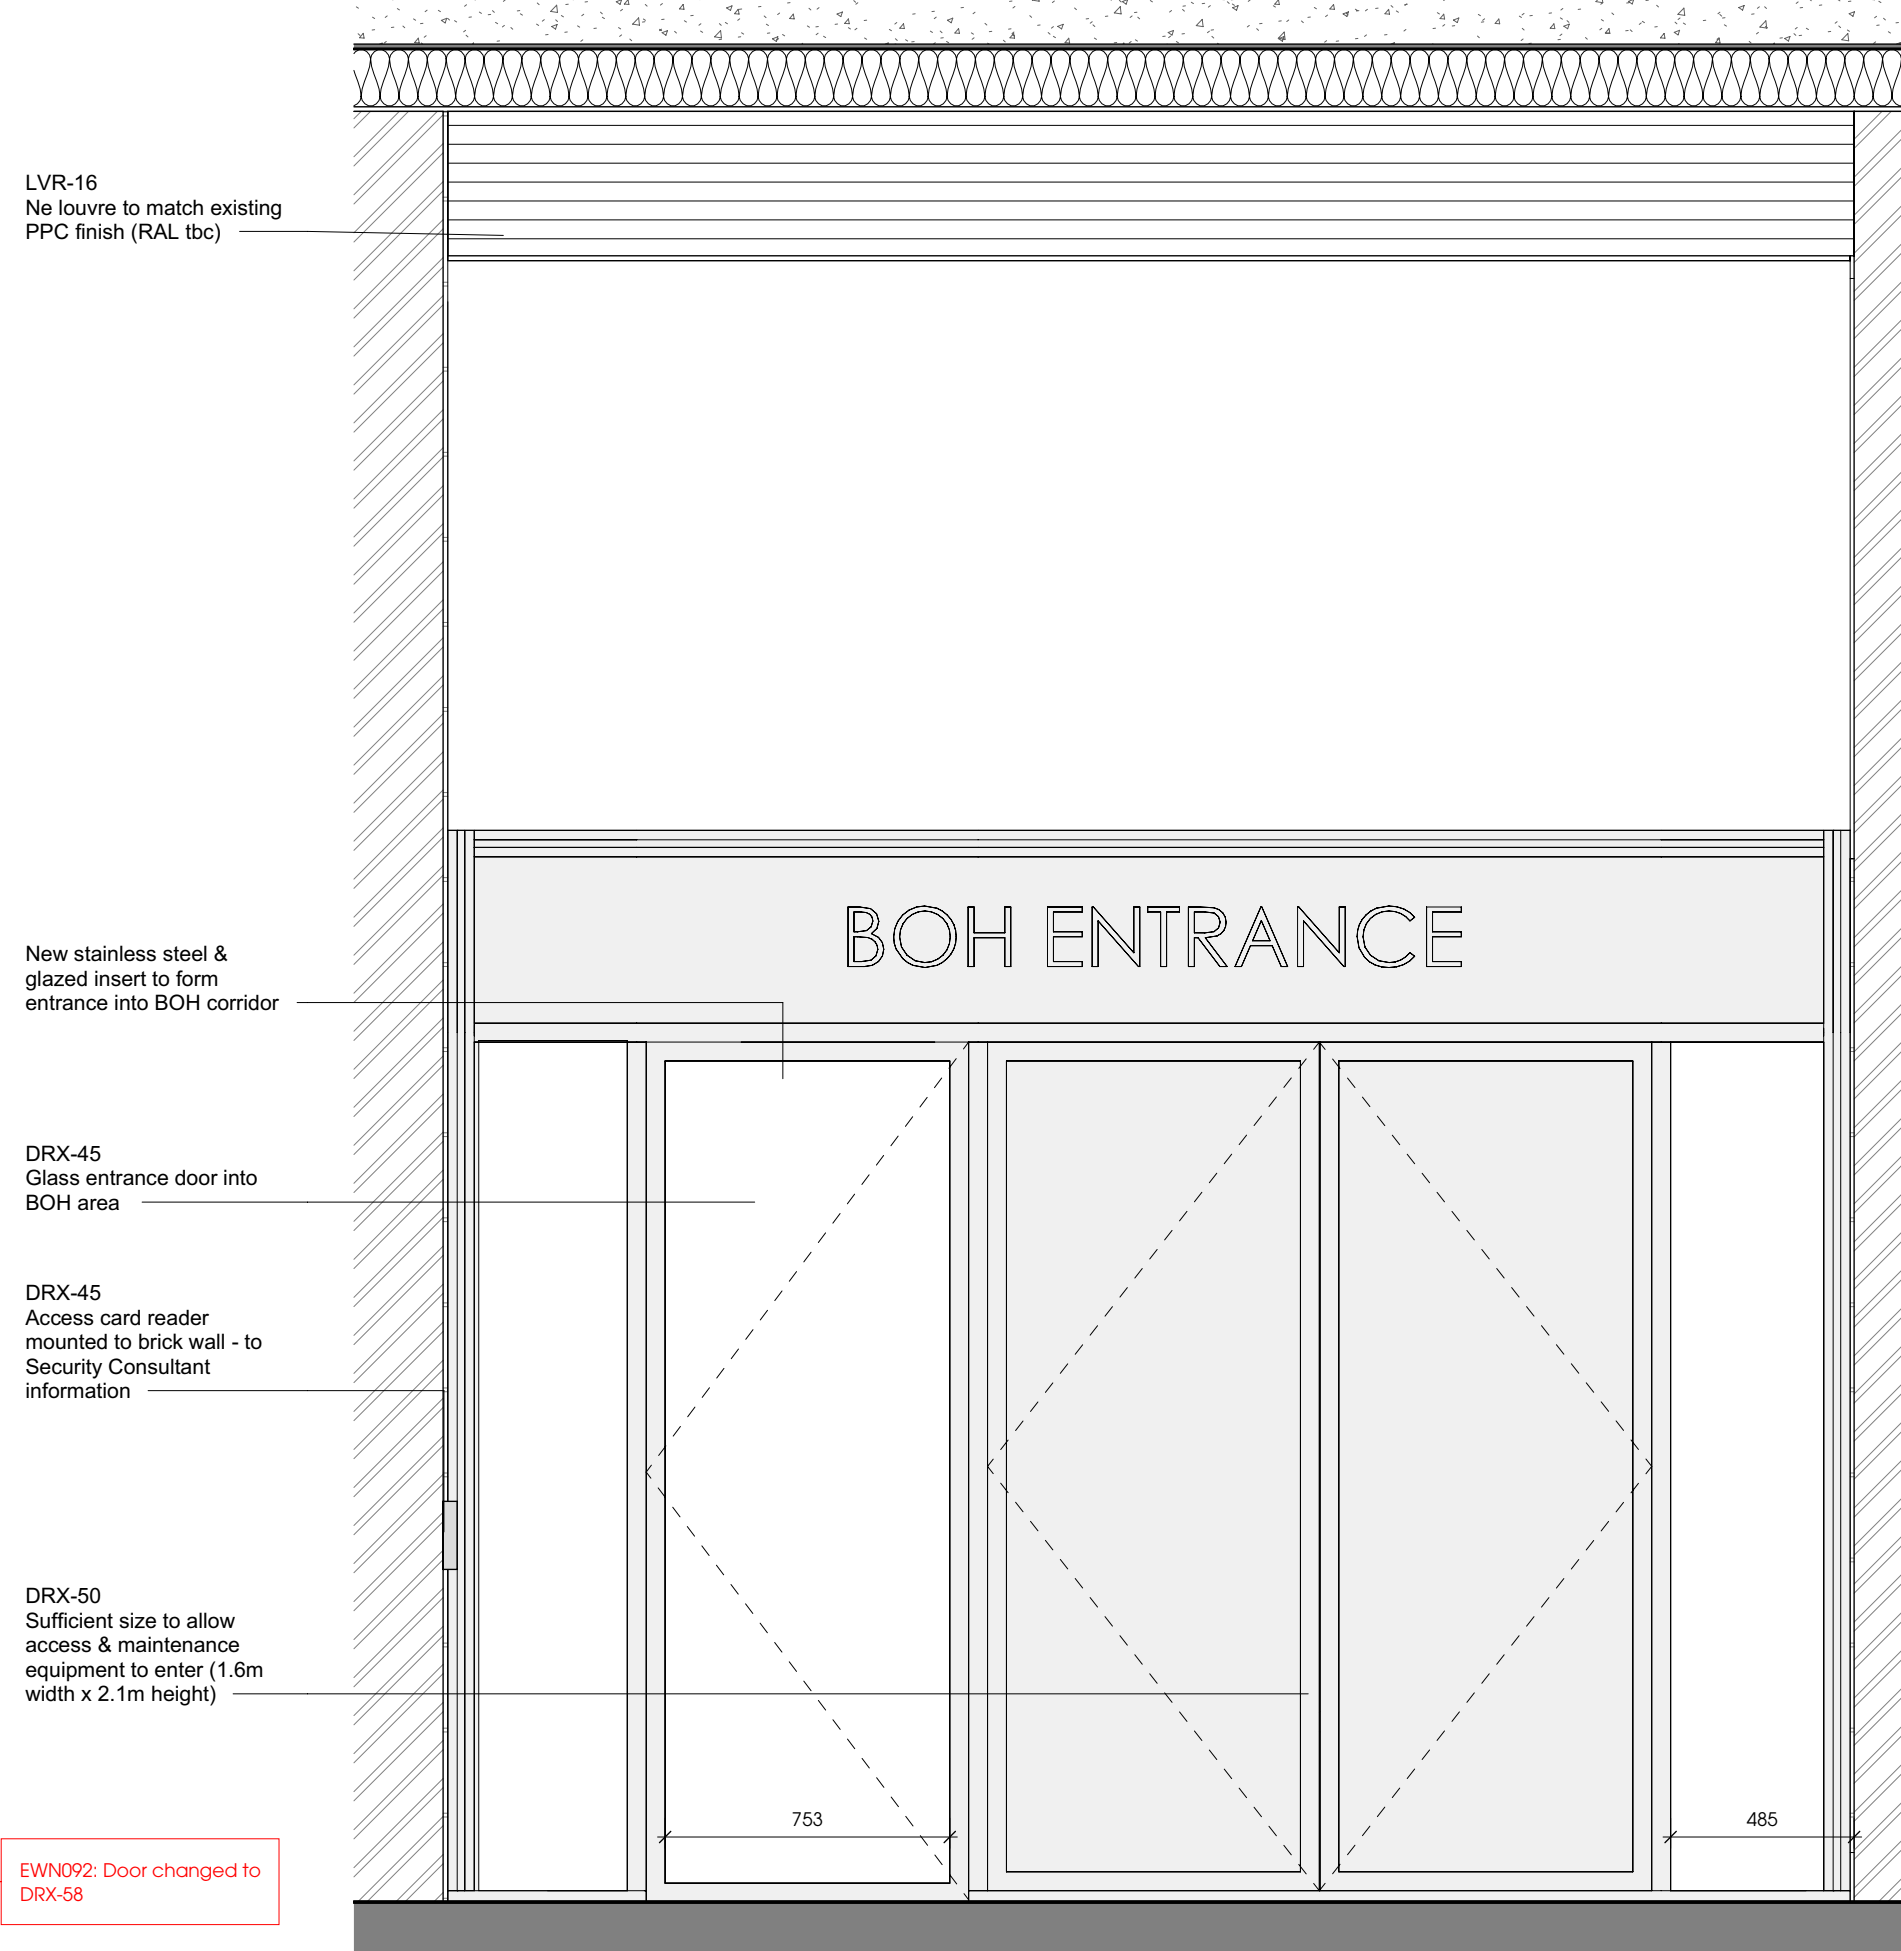 LVR-16
Ne louvre to match existing
PPC finish (RAL tbc)
BOH ENTRANCE
New stainless steel &
glazed insert to form
entrance into BOH corridor
DRX-45
Glass entrance door into
BOH area
DRX-45
Access card reader
mounted to brick wall - to
Security Consultant
information
DRX-50
Sufficient size to allow
access & maintenance
equipment to enter (1.6m
width x 2.1m height)
753
485
EWN092: Door changed to
DRX-58